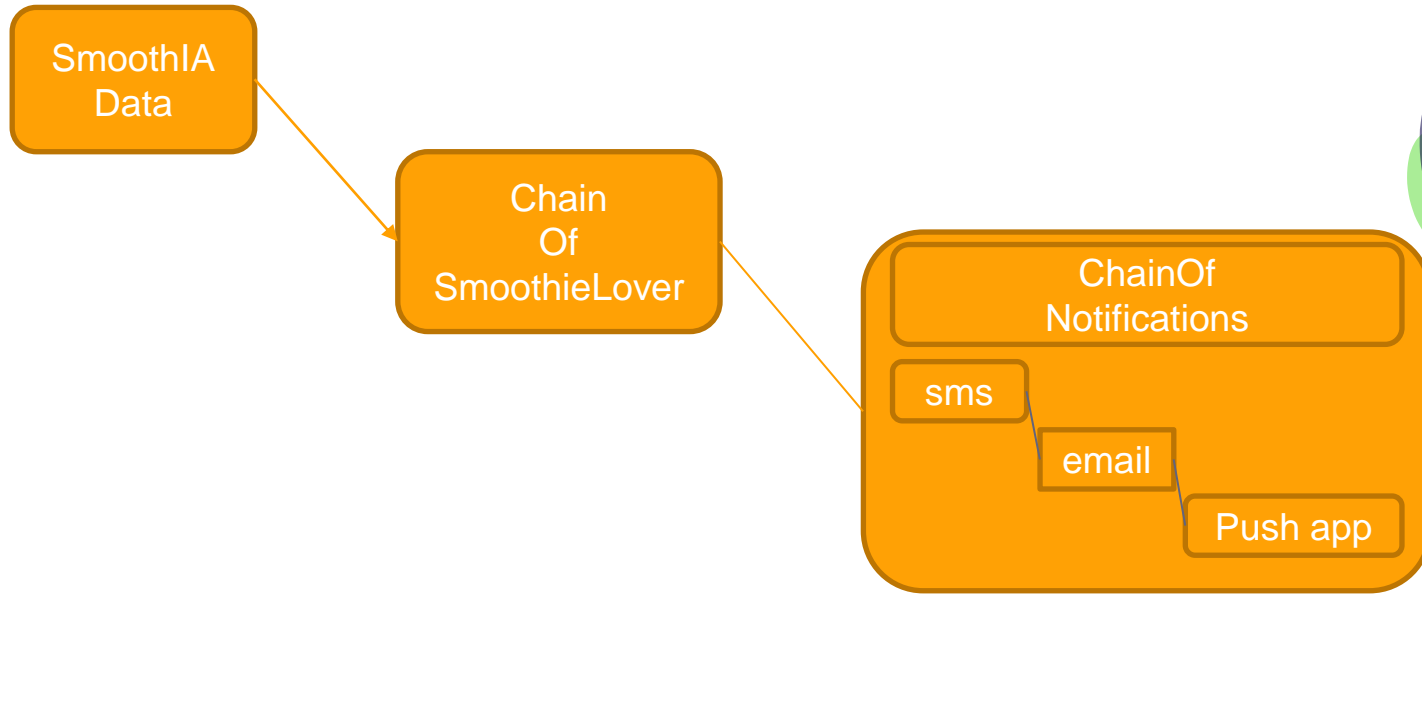 SmoothIA
Data
Chain
Of
SmoothieLover
ChainOf
Notifications
sms
email
Push app